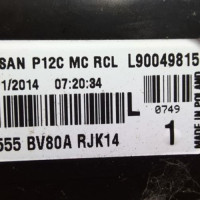 SAN P12C MC RCL L90049815
1/2014 07:20:34
L
0749
555 BV80A RJK14
1
MADE IN POLAND